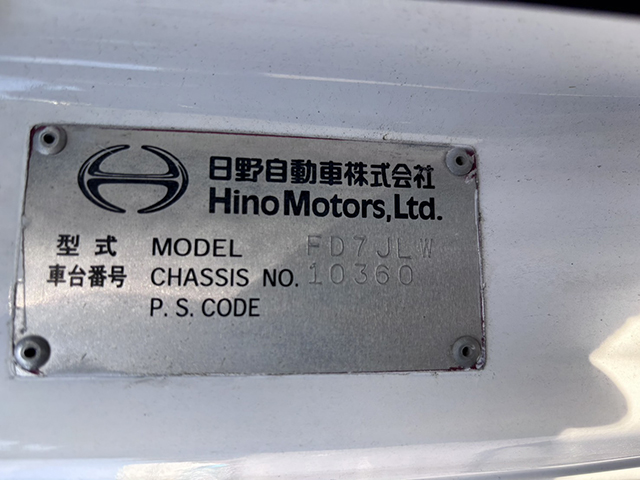 日野自動車株式会社
Hino Motors, Ltd.
型式 MODEL FD7JLW
車台番号 CHASSIS NO. 10360
P.S. CODE